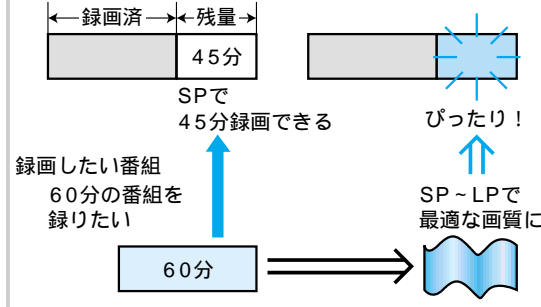 録画済 残量
45分
SPで
45分録画できる
ぴったり！
録画したい番組
60分の番組を
録りたい
SP~LPで
最適な画質に
60分